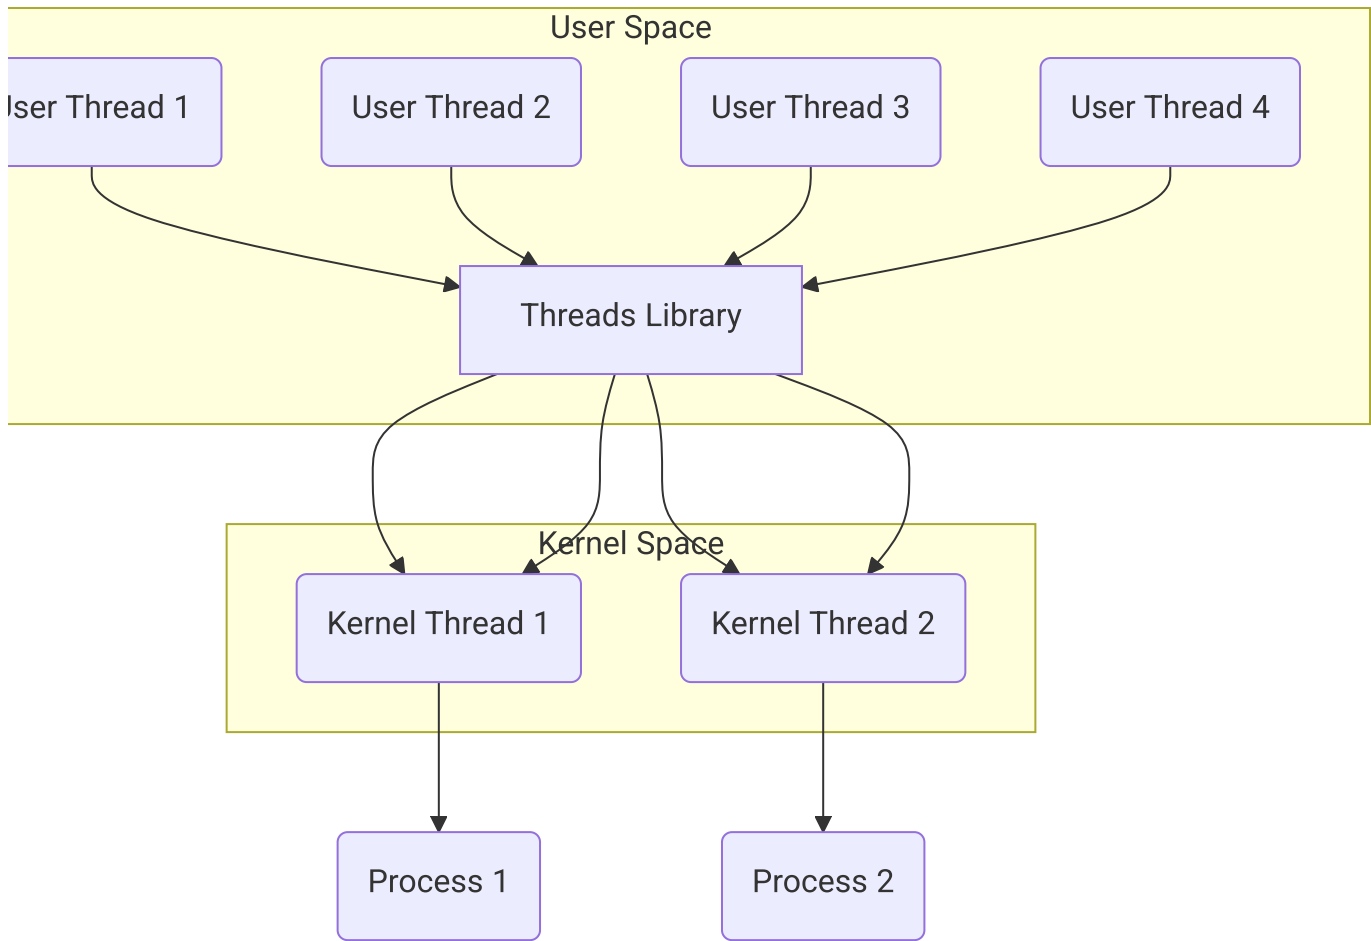 User Space
User Thread 1
User Thread 2
User Thread 3
User Thread 4
Threads Library
Kernel Space
Kernel Thread 1
Kernel Thread 2
Process 1
Process 2